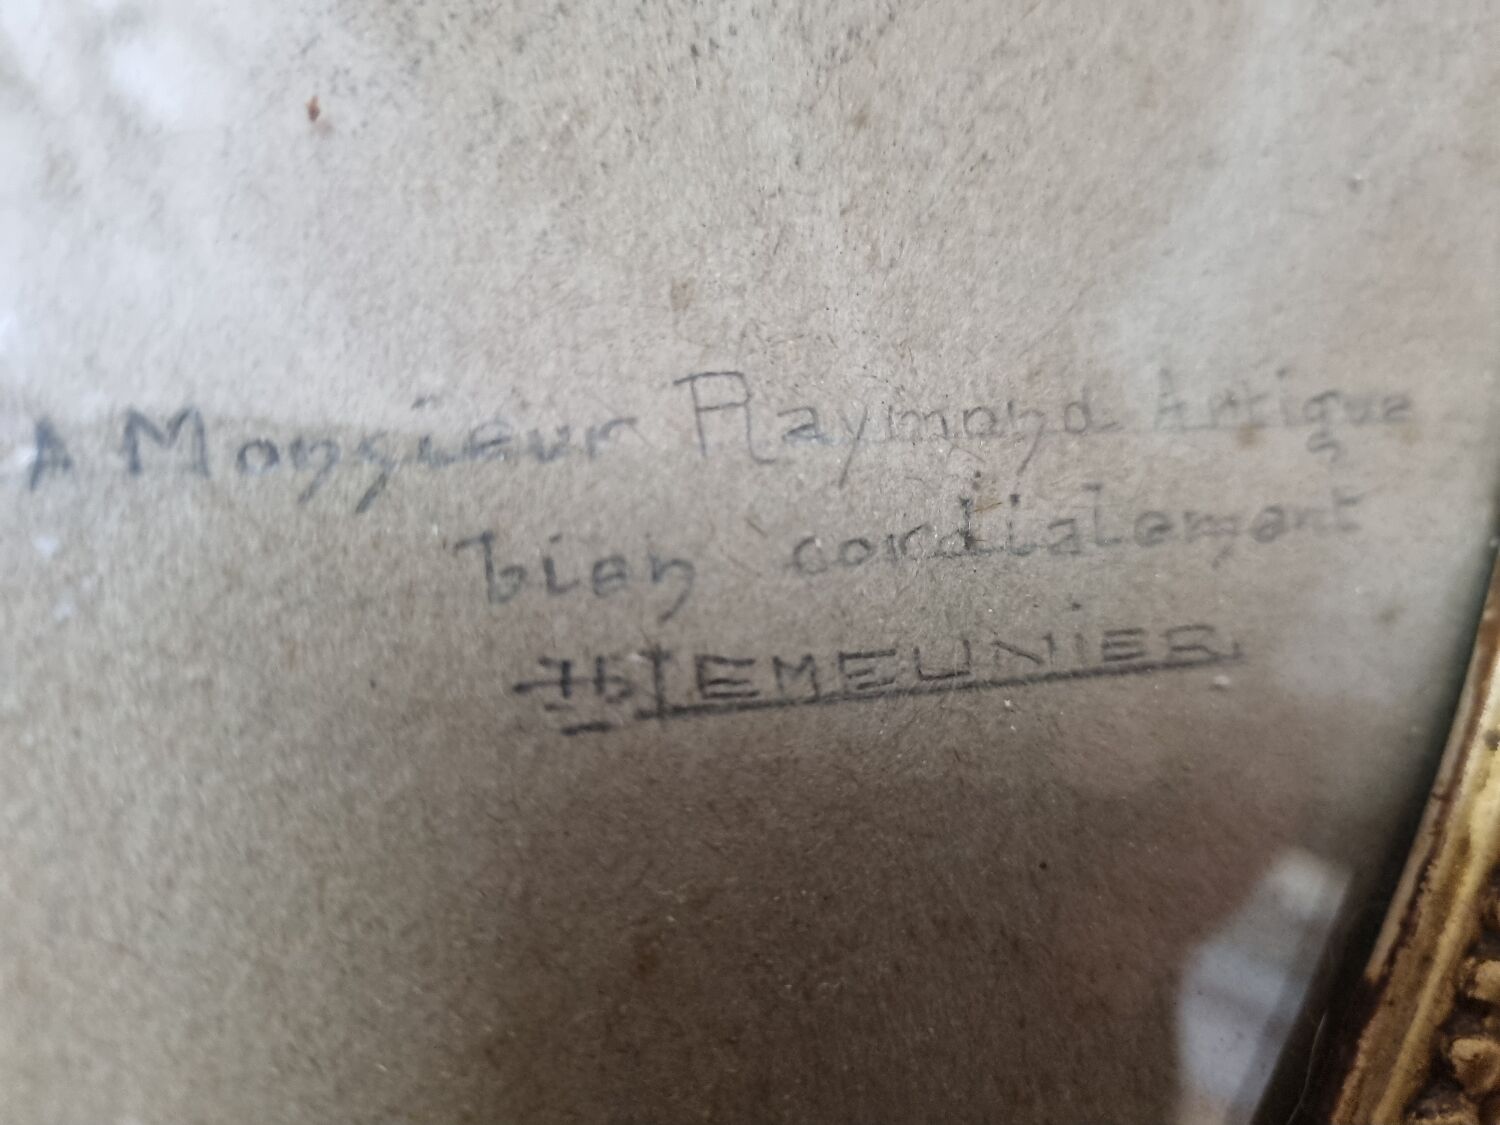 A Monsieur Raymond Artigue
bien cordialement
LEMEUNIER.